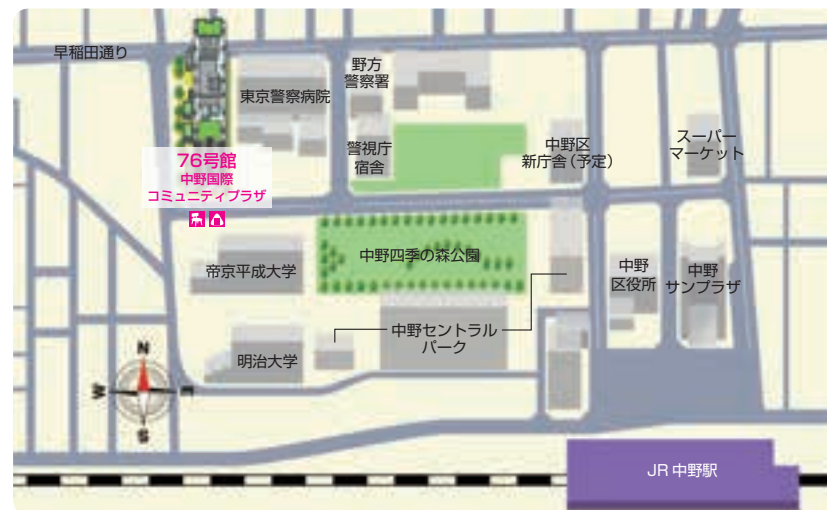 早稲田通り
東京警察病院
野方
警察署
警視庁
宿舎
中野区
新庁舎（予定）
スーパー
マーケット
76号館
中野国際
コミュニティプラザ
帝京平成大学
中野四季の森公園
中野
区役所
中野
サンプラザ
明治大学
中野セントラル
パーク
N
W
E
S
JR 中野駅